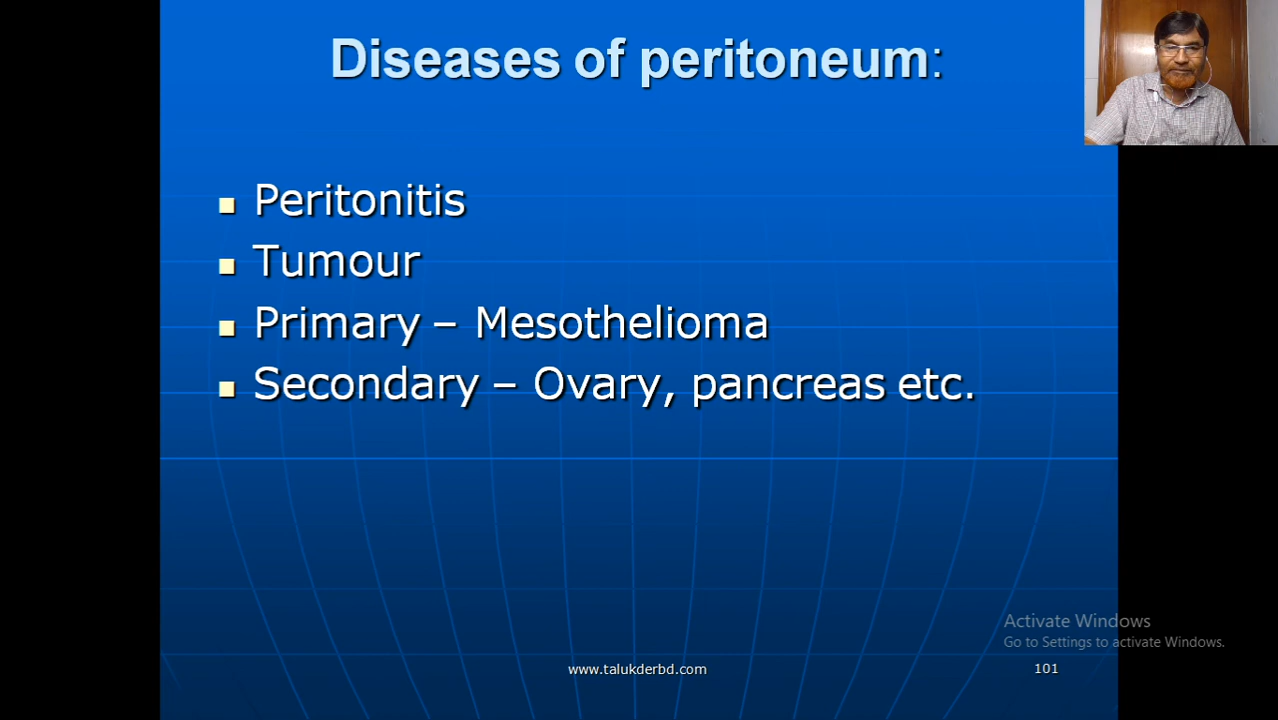 Diseases of peritoneum:
Peritonitis
Tumour
Primary – Mesothelioma
Secondary – Ovary, pancreas etc.
Activate Windows
Go to Settings to activate Windows.
www.talukderbd.com
101